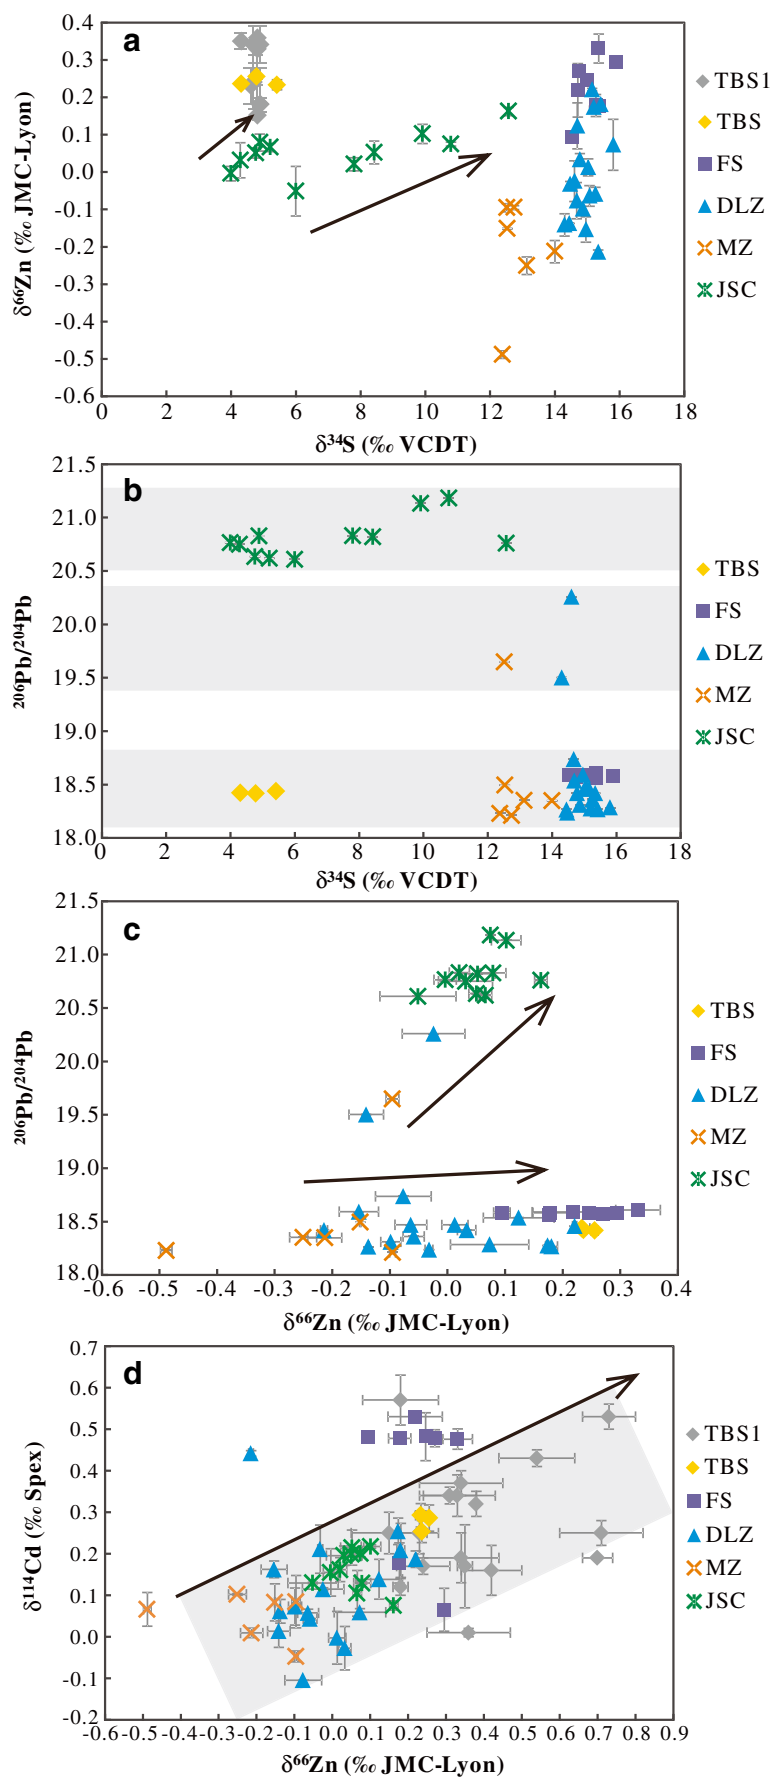 a
0.4
0.3
0.2
0.1
0.0
-0.1
-0.2
-0.3
-0.4
-0.5
-0.6
δ⁶⁶Zn (‰ JMC-Lyon)
0 2 4 6 8 10 12 14 16 18
δ³⁴S (‰ VCDT)
TBS1
TBS
FS
DLZ
MZ
JSC
b
21.5
21.0
20.5
20.0
19.5
19.0
18.5
18.0
²⁰⁶Pb/²⁰⁴Pb
0 2 4 6 8 10 12 14 16 18
δ³⁴S (‰ VCDT)
TBS
FS
DLZ
MZ
JSC
c
21.5
21.0
20.5
20.0
19.5
19.0
18.5
18.0
²⁰⁶Pb/²⁰⁴Pb
-0.6 -0.5 -0.4 -0.3 -0.2 -0.1 0.0 0.1 0.2 0.3 0.4
δ⁶⁶Zn (‰ JMC-Lyon)
TBS
FS
DLZ
MZ
JSC
d
0.7
0.6
0.5
0.4
0.3
0.2
0.1
0.0
-0.1
-0.2
δ¹¹⁴Cd (‰ Spex)
-0.6 -0.5 -0.4 -0.3 -0.2 -0.1 0.0 0.1 0.2 0.3 0.4 0.5 0.6 0.7 0.8 0.9
δ⁶⁶Zn (‰ JMC-Lyon)
TBS1
TBS
FS
DLZ
MZ
JSC